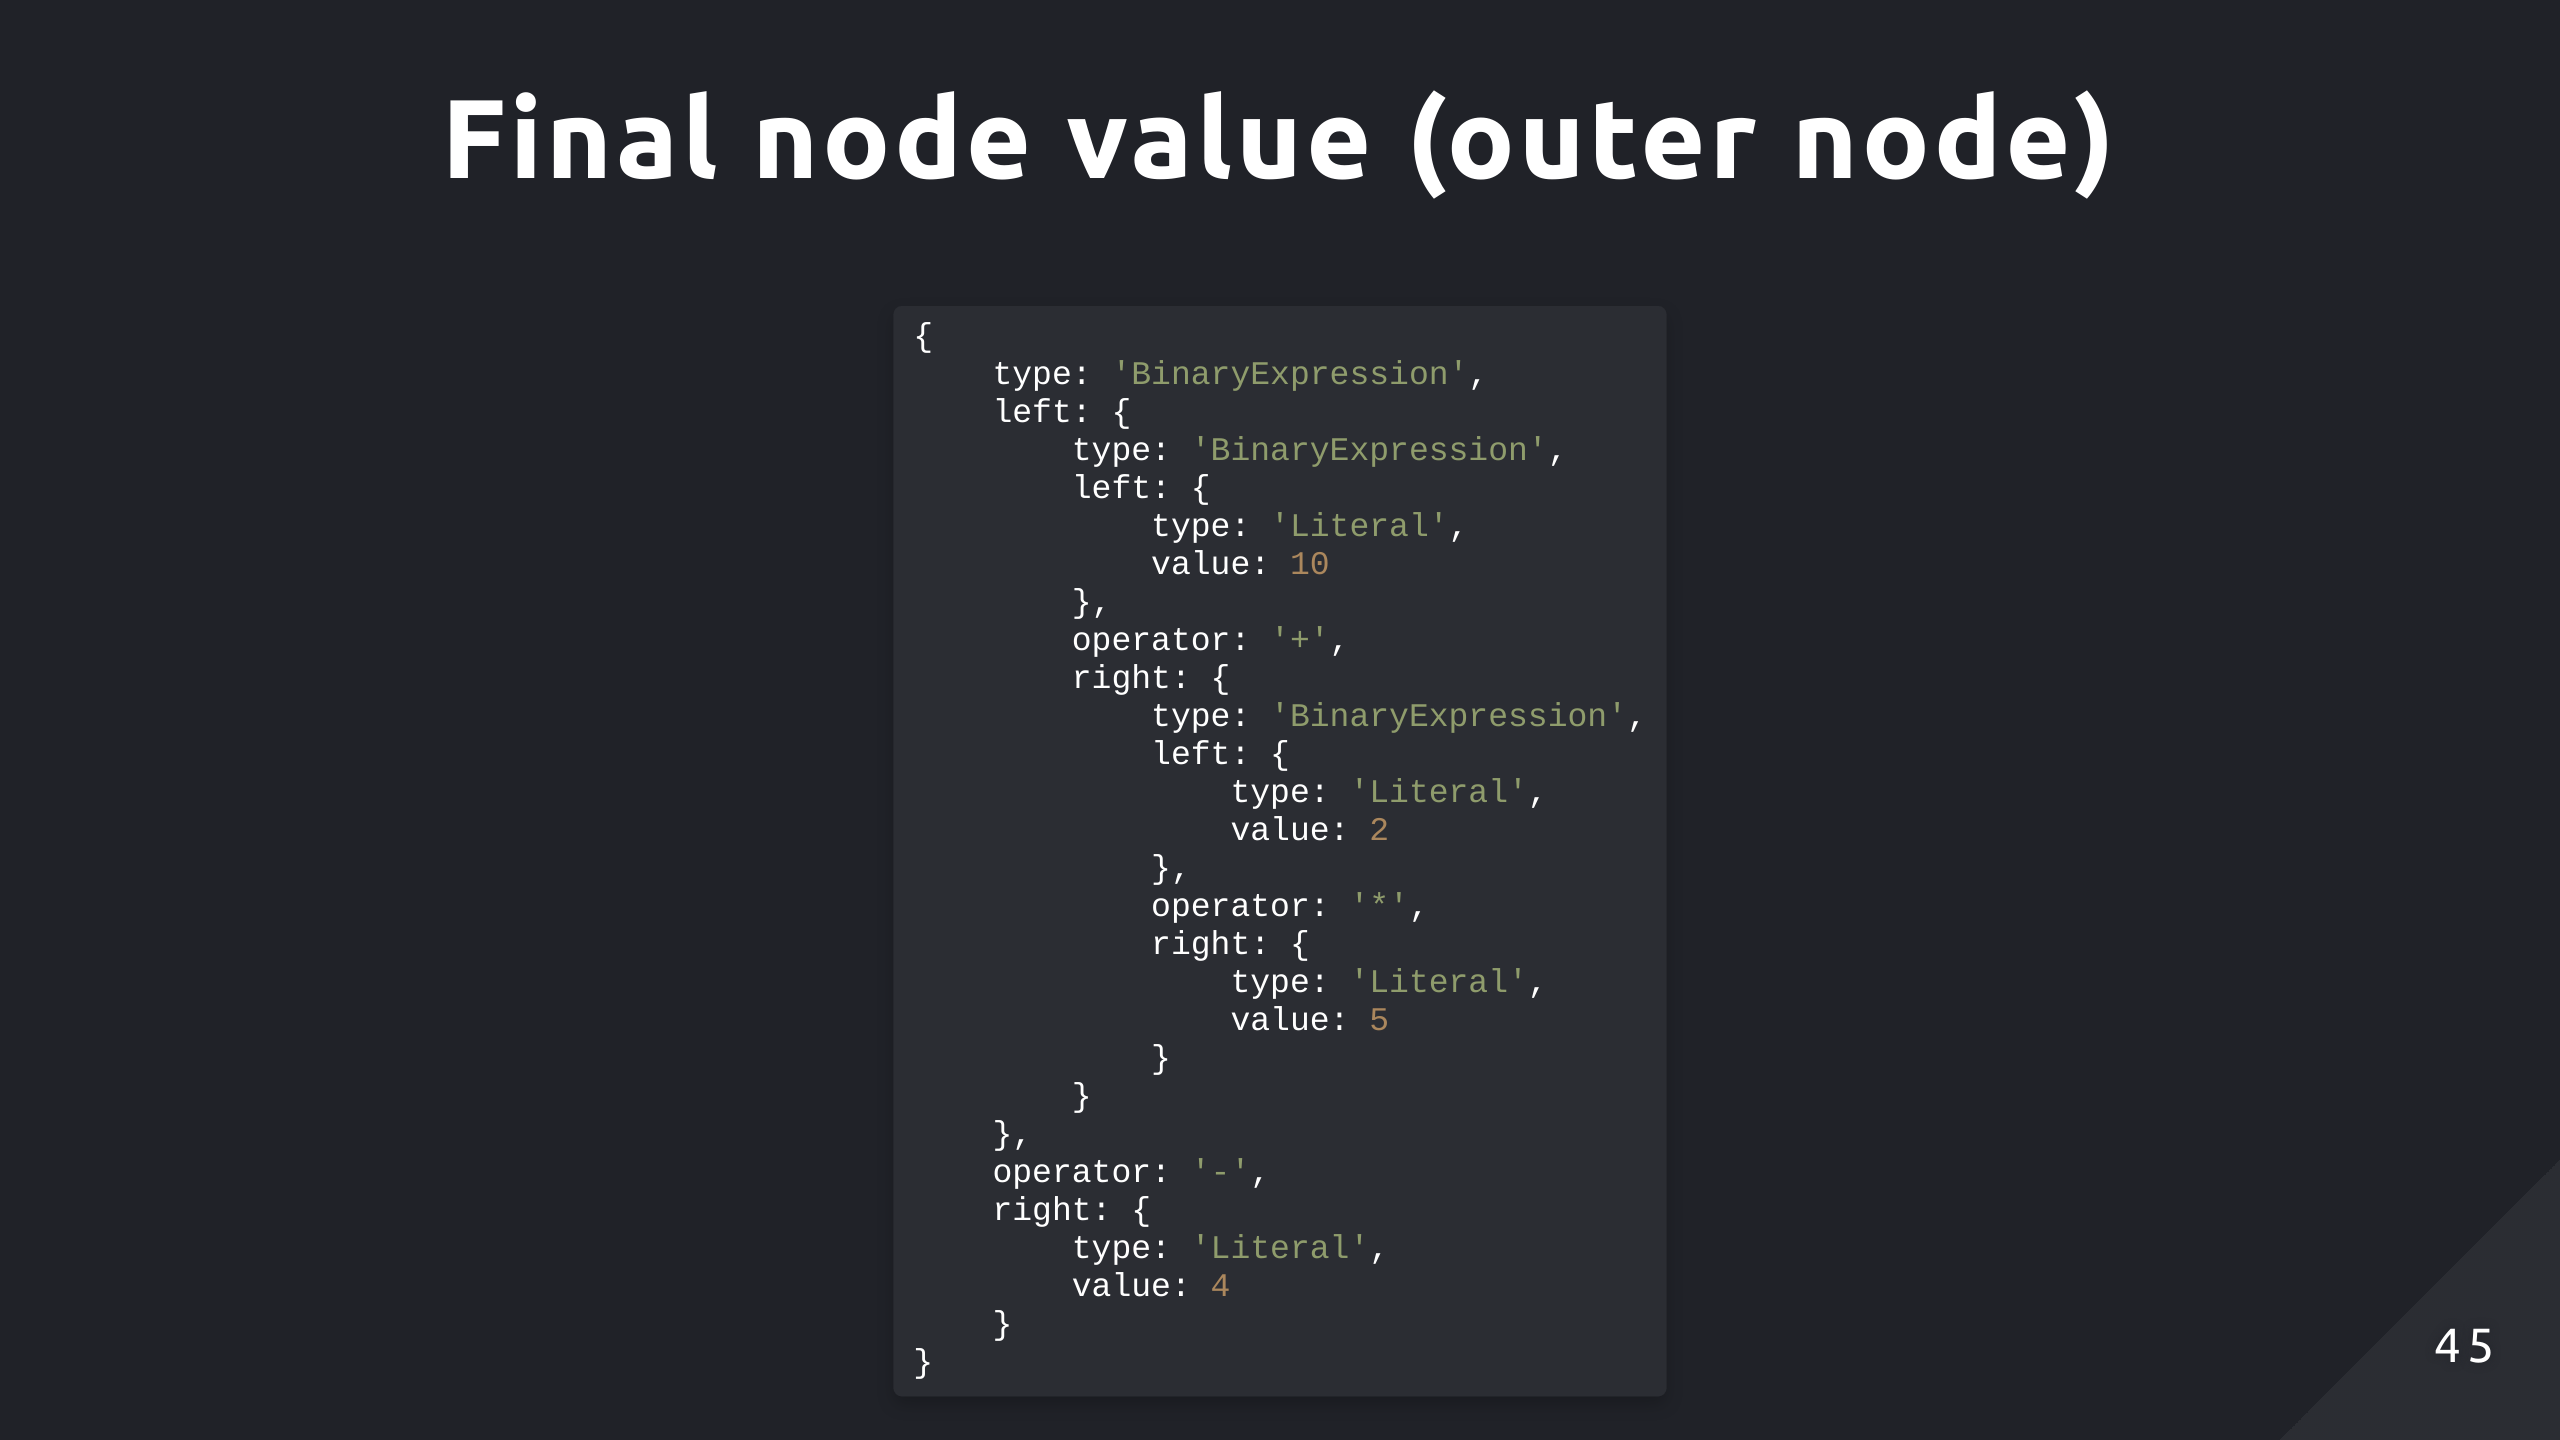 Final node value (outer node)
{
    type: 'BinaryExpression',
    left: {
        type: 'BinaryExpression',
        left: {
            type: 'Literal',
            value: 10
        },
        operator: '+',
        right: {
            type: 'BinaryExpression',
            left: {
                type: 'Literal',
                value: 2
            },
            operator: '*',
            right: {
                type: 'Literal',
                value: 5
            }
        }
    },
    operator: '-',
    right: {
        type: 'Literal',
        value: 4
    }
}
45